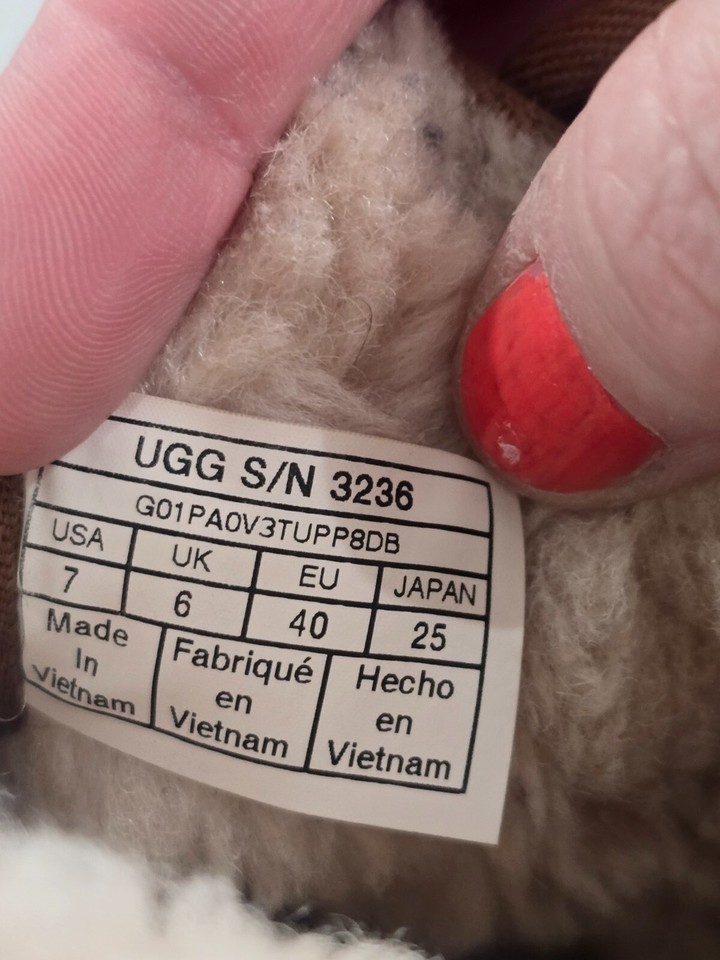 UGG S/N 3236
G01PA0V3TUPP8DB
USA UK EU JAPAN
7 6 40 25
Made
In
Vietnam
Fabriqué
en
Vietnam
Hecho
en
Vietnam